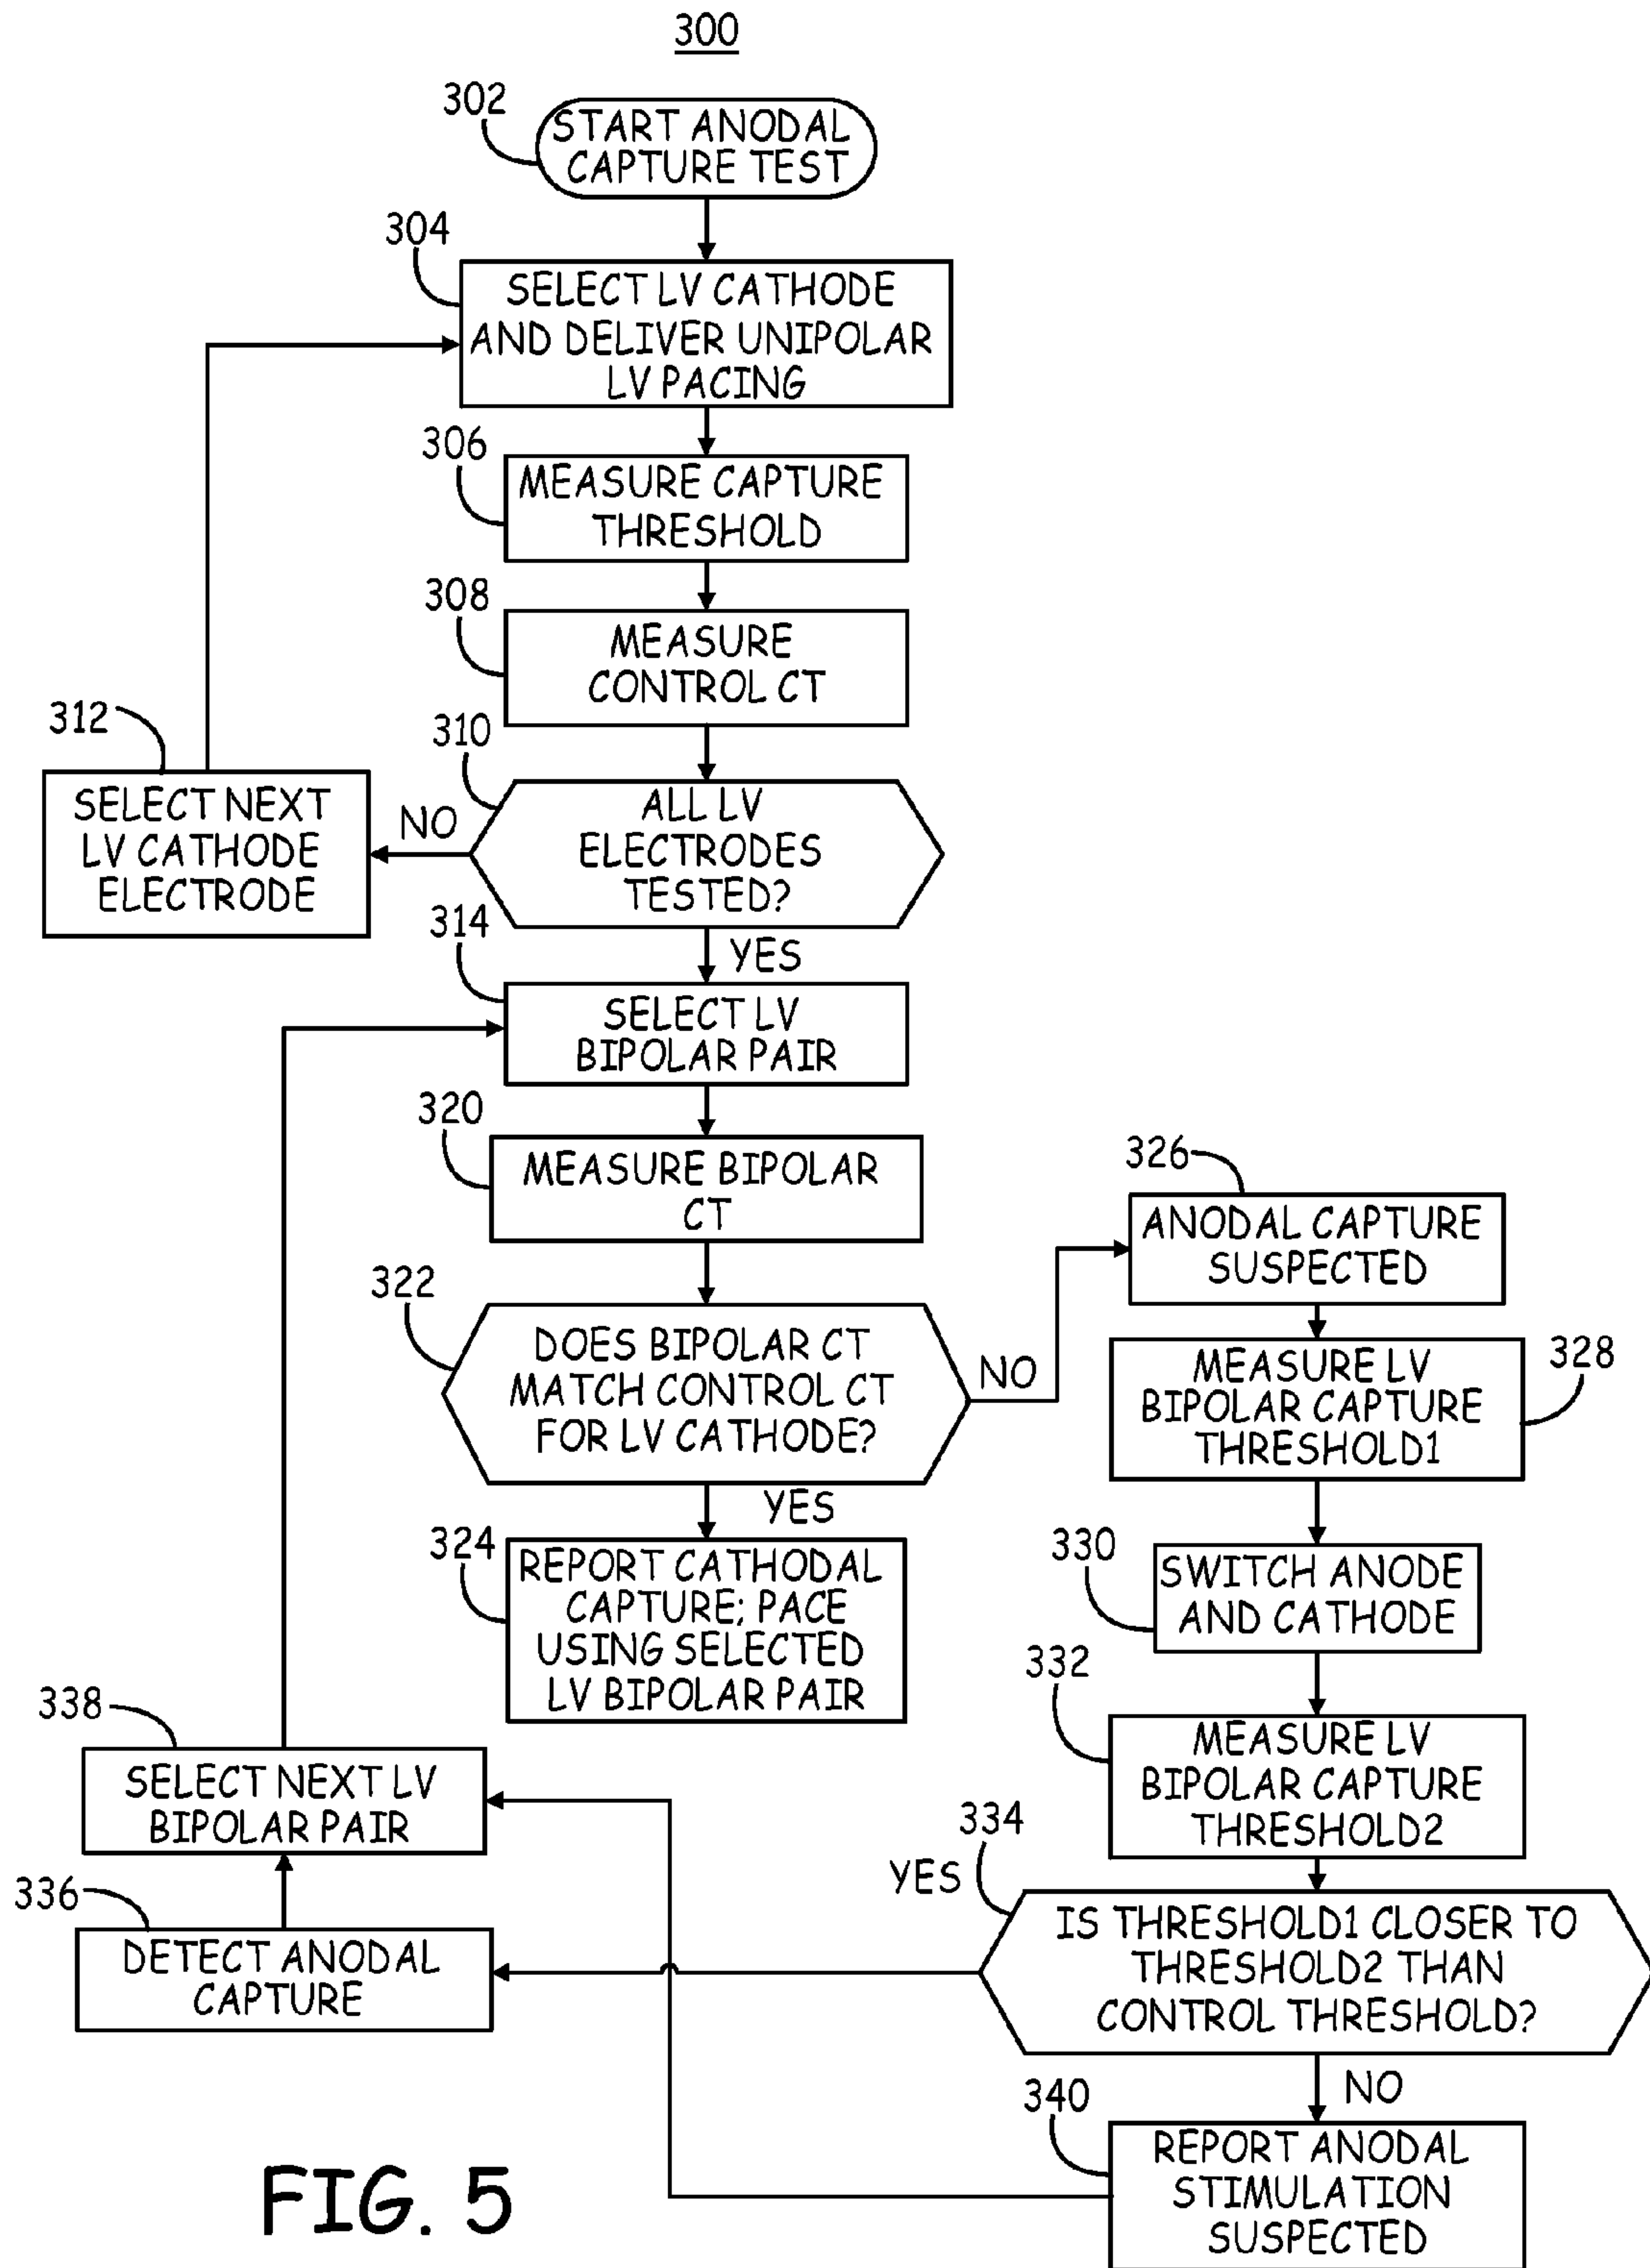 300
302
START ANODAL
CAPTURE TEST
304
SELECT LV CATHODE
AND DELIVER UNIPOLAR
LV PACING
306
MEASURE CAPTURE
THRESHOLD
308
MEASURE
CONTROL CT
310
ALL LV
ELECTRODES
TESTED?
NO
312
SELECT NEXT
LV CATHODE
ELECTRODE
YES
314
SELECT LV
BIPOLAR PAIR
320
MEASURE BIPOLAR
CT
322
DOES BIPOLAR CT
MATCH CONTROL CT
FOR LV CATHODE?
NO
YES
324
REPORT CATHODAL
CAPTURE; PACE
USING SELECTED
LV BIPOLAR PAIR
326
ANODAL CAPTURE
SUSPECTED
328
MEASURE LV
BIPOLAR CAPTURE
THRESHOLD1
330
SWITCH ANODE
AND CATHODE
332
MEASURE LV
BIPOLAR CAPTURE
THRESHOLD2
334
YES
IS THRESHOLD1 CLOSER TO
THRESHOLD2 THAN
CONTROL THRESHOLD?
NO
336
DETECT ANODAL
CAPTURE
338
SELECT NEXT LV
BIPOLAR PAIR
340
REPORT ANODAL
STIMULATION
SUSPECTED
FIG. 5